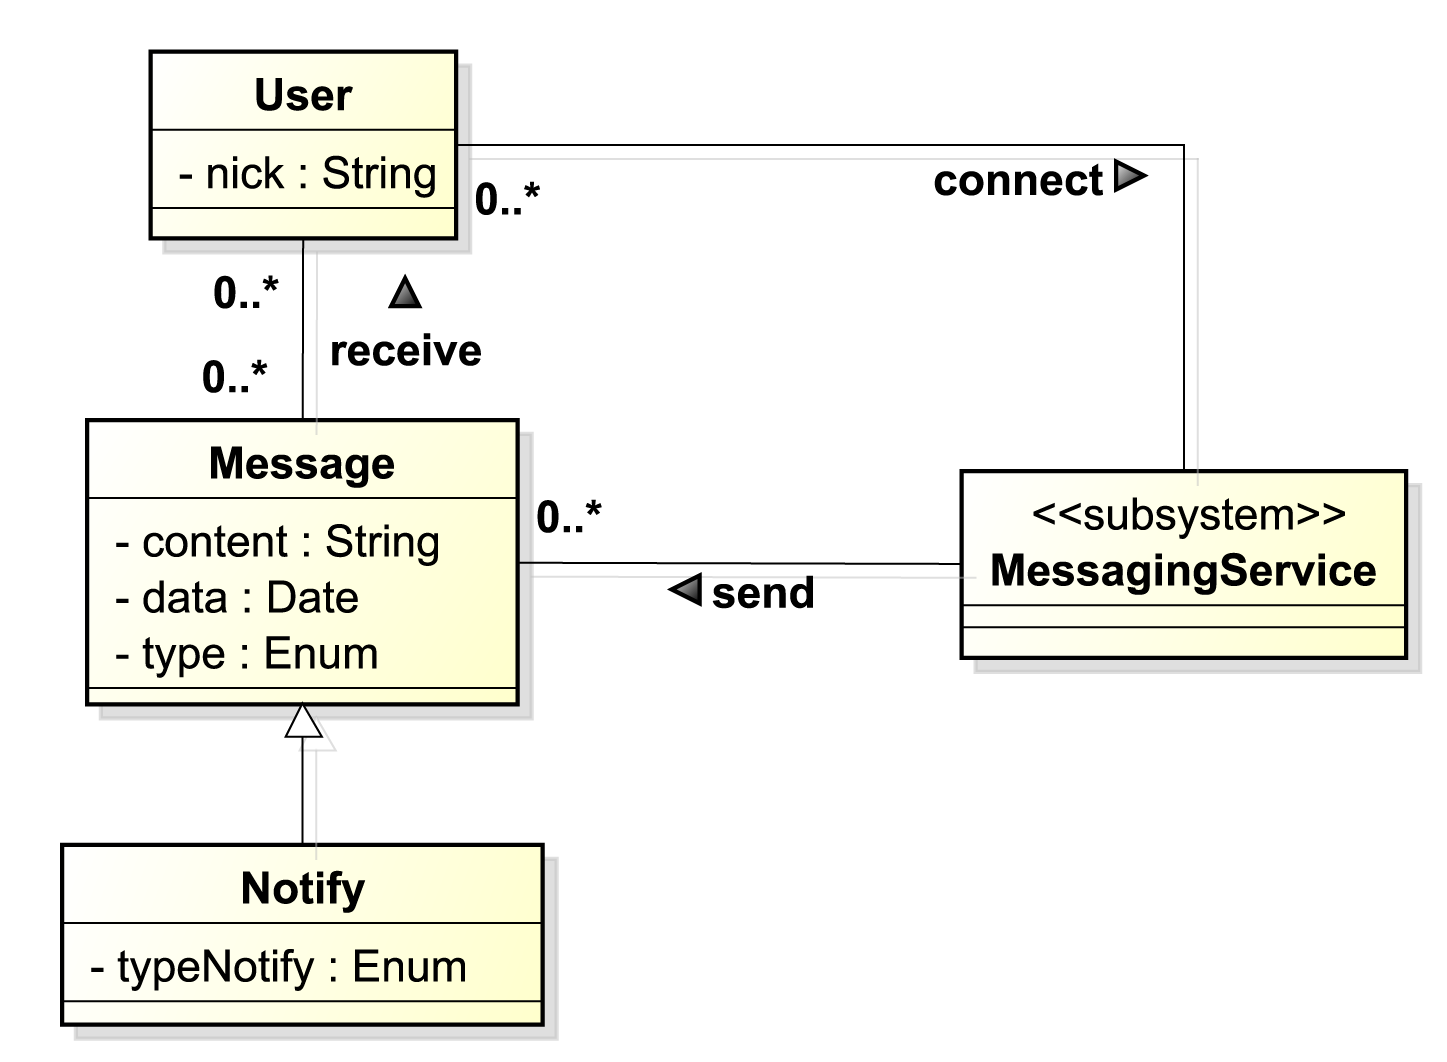 User
- nick : String
0..*
connect
0..*
receive
0..*
Message
- content : String
- data : Date
- type : Enum
0..*
send
<<subsystem>>
MessagingService
Notify
- typeNotify : Enum